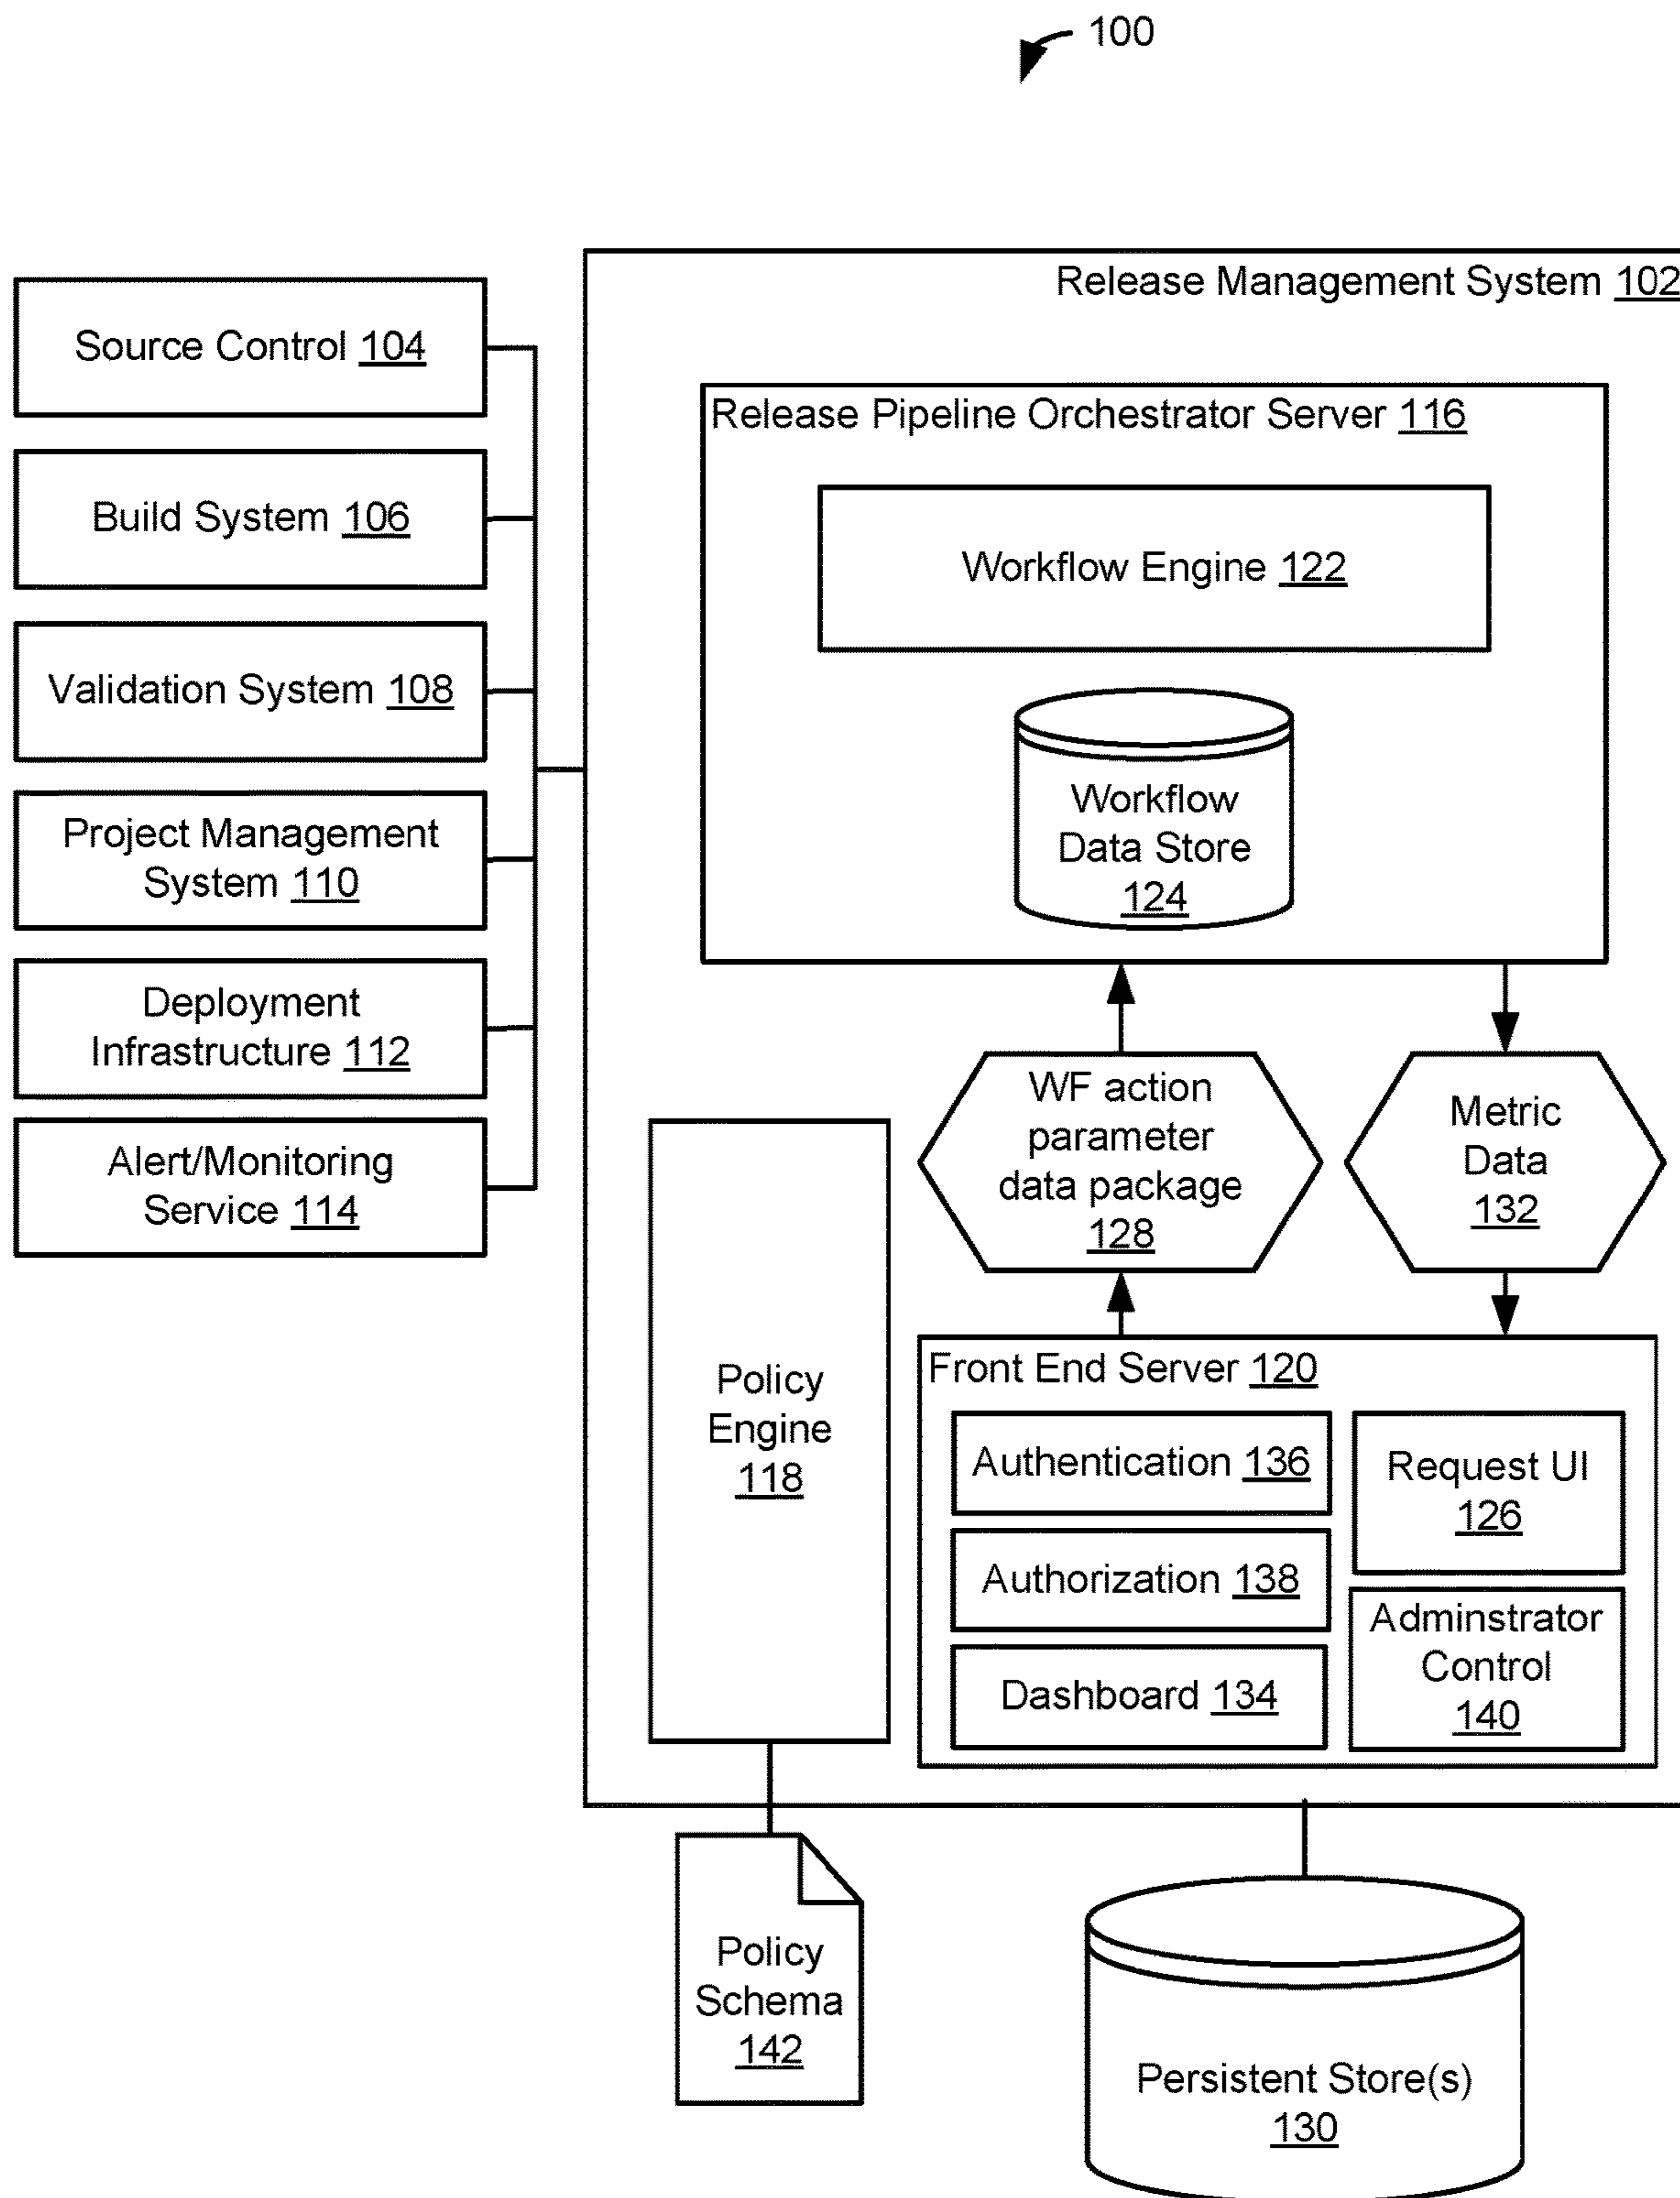 100
Release Management System 102
Source Control 104
Build System 106
Validation System 108
Project Management
System 110
Deployment
Infrastructure 112
Alert/Monitoring
Service 114
Release Pipeline Orchestrator Server 116
Workflow Engine 122
Workflow
Data Store
124
WF action
parameter
data package
128
Metric
Data
132
Policy
Engine
118
Front End Server 120
Authentication 136
Authorization 138
Dashboard 134
Request UI
126
Adminstrator
Control
140
Policy
Schema
142
Persistent Store(s)
130